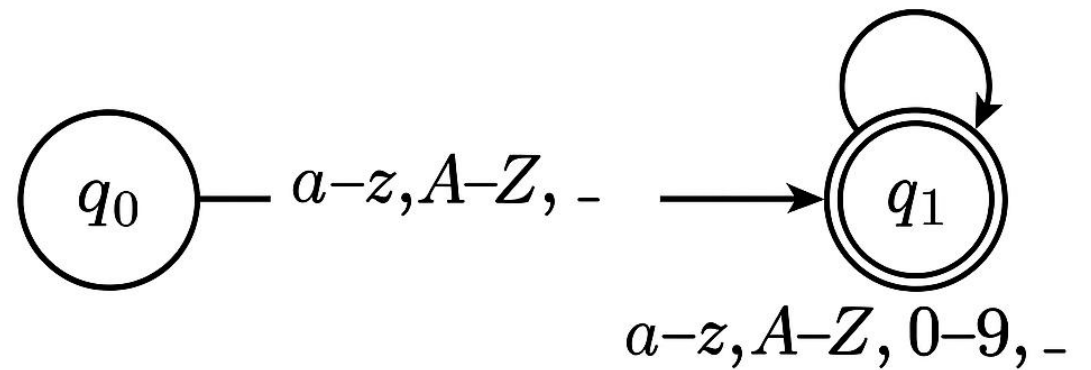 q0 a–z, A–Z, _ q1
a–z, A–Z, 0–9, _